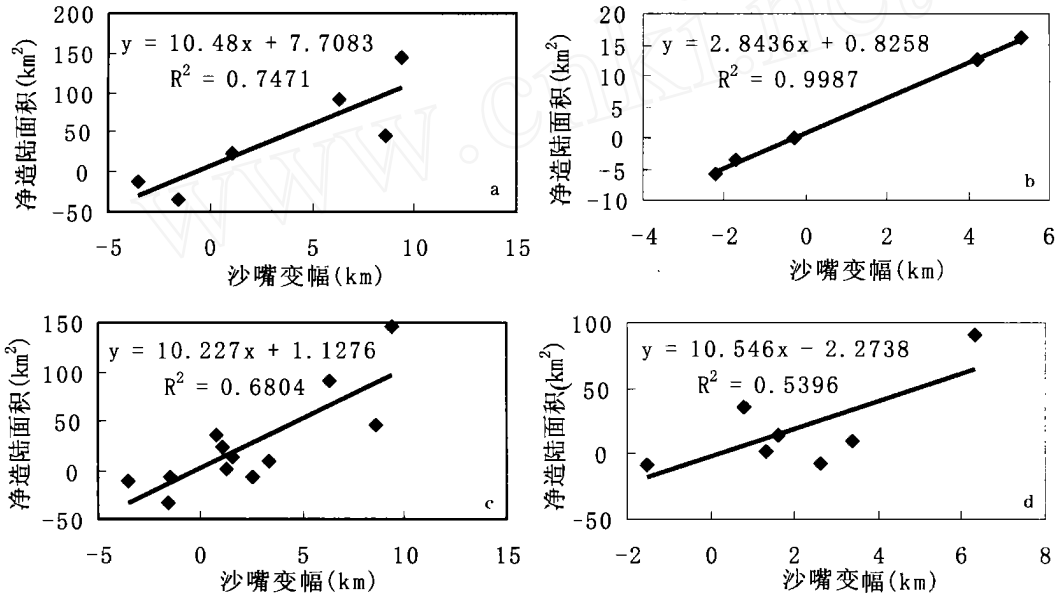 净造陆面积(km²)
200
150
100
50
0
-50
y = 10.48x + 7.7083
R² = 0.7471
a
-5 0 5 10 15
沙嘴变幅(km)
净造陆面积(km²)
20
15
10
5
0
-5
-10
y = 2.8436x + 0.8258
R² = 0.9987
b
-4 -2 0 2 4 6
沙嘴变幅(km)
净造陆面积(km²)
150
100
50
0
-50
y = 10.227x + 1.1276
R² = 0.6804
c
-5 0 5 10 15
沙嘴变幅(km)
净造陆面积(km²)
100
50
0
-50
y = 10.546x - 2.2738
R² = 0.5396
d
-2 0 2 4 6 8
沙嘴变幅(km)